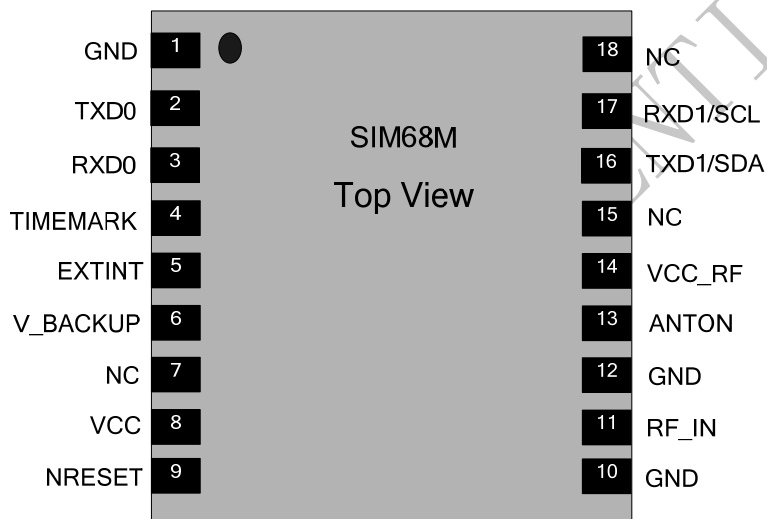 GND 1
TXD0 2
RXD0 3
TIMEMARK 4
EXTINT 5
V_BACKUP 6
NC 7
VCC 8
NRESET 9
SIM68M
Top View
18 NC
17 RXD1/SCL
16 TXD1/SDA
15 NC
14 VCC_RF
13 ANTON
12 GND
11 RF_IN
10 GND